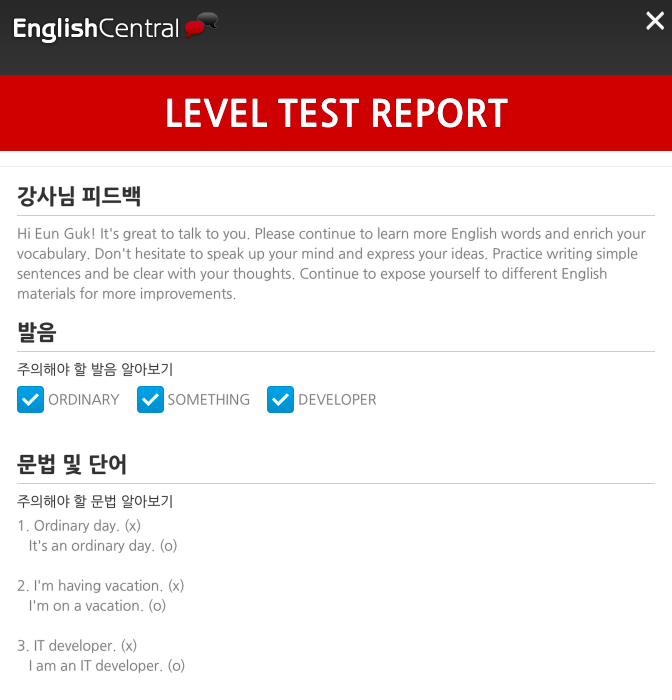 EnglishCentral
LEVEL TEST REPORT
강사님 피드백
Hi Eun Guk! It's great to talk to you. Please continue to learn more English words and enrich your
vocabulary. Don't hesitate to speak up your mind and express your ideas. Practice writing simple
sentences and be clear with your thoughts. Continue to expose yourself to different English
materials for more improvements.
발음
주의해야 할 발음 알아보기
ORDINARY SOMETHING DEVELOPER
문법 및 단어
주의해야 할 문법 알아보기
1. Ordinary day. (x)
It's an ordinary day. (o)
2. I'm having vacation. (x)
I'm on a vacation. (o)
3. IT developer. (x)
I am an IT developer. (o)